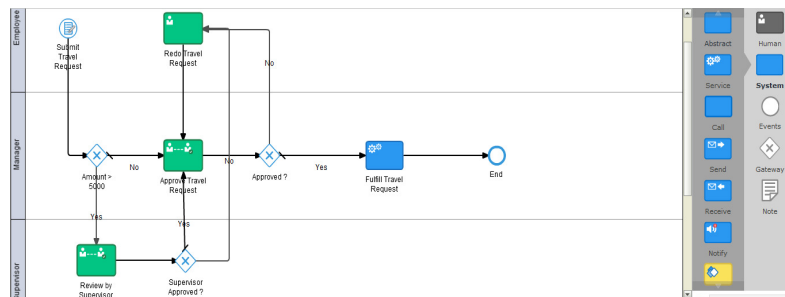 Employee
Submit
Travel
Request
Redo Travel
Request
No
Manager
Amount >
5000
No
Approve Travel
Request
No
Approved ?
Yes
Fulfill Travel
Request
End
Yes
Yes
Supervisor
Review by
Supervisor
Supervisor
Approved ?
Abstract
Human
Service
System
Call
Events
Send
Gateway
Receive
Note
Notify